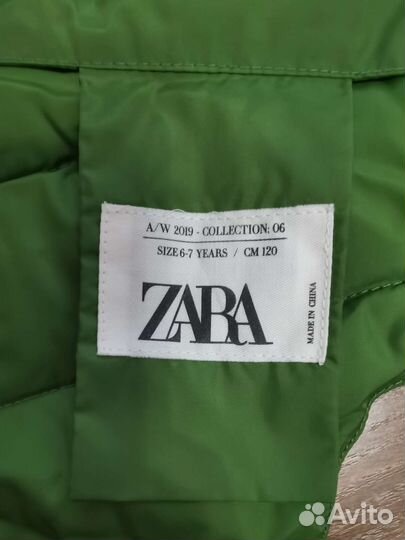 A/W 2019 - COLLECTION: 06
SIZE 6-7 YEARS / CM 120
ZARA
MADE IN CHINA
Avito